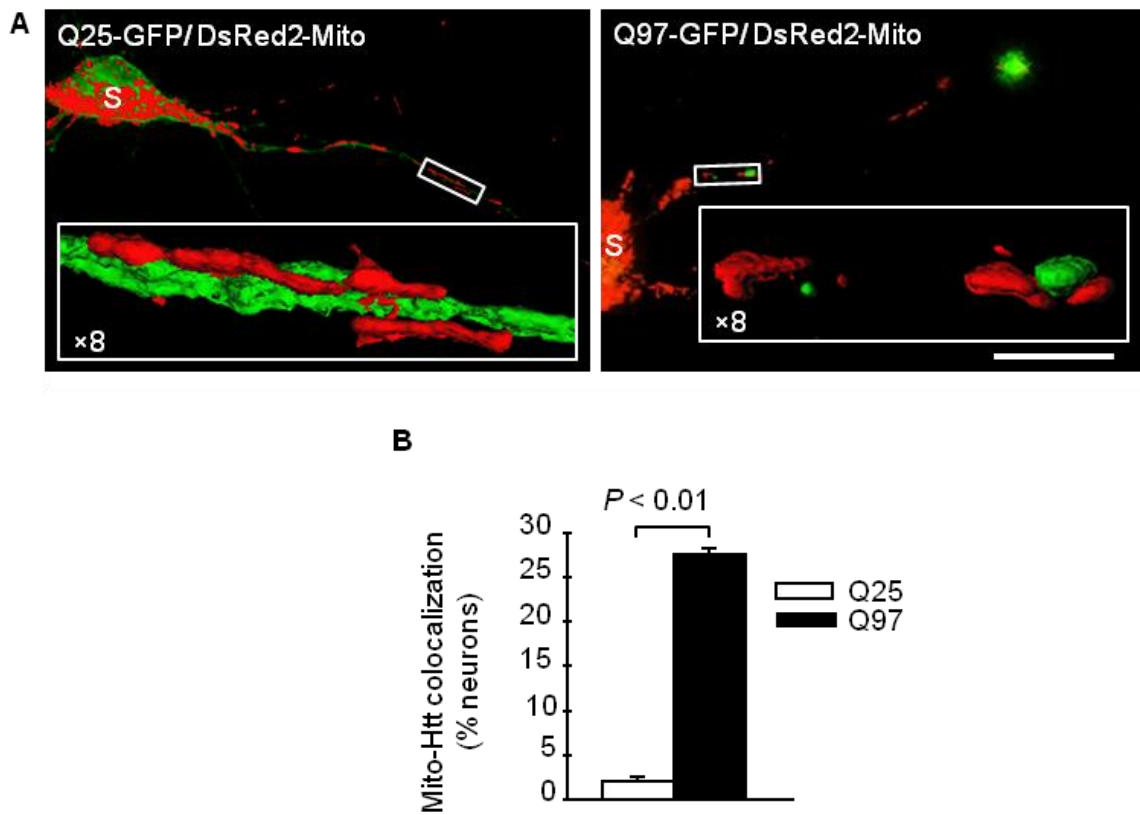 A
Q25-GFP/DsRed2-Mito
S
×8
Q97-GFP/DsRed2-Mito
S
×8
B
P < 0.01
Mito-Htt colocalization
(% neurons)
30
25
20
15
10
5
0
Q25
Q97